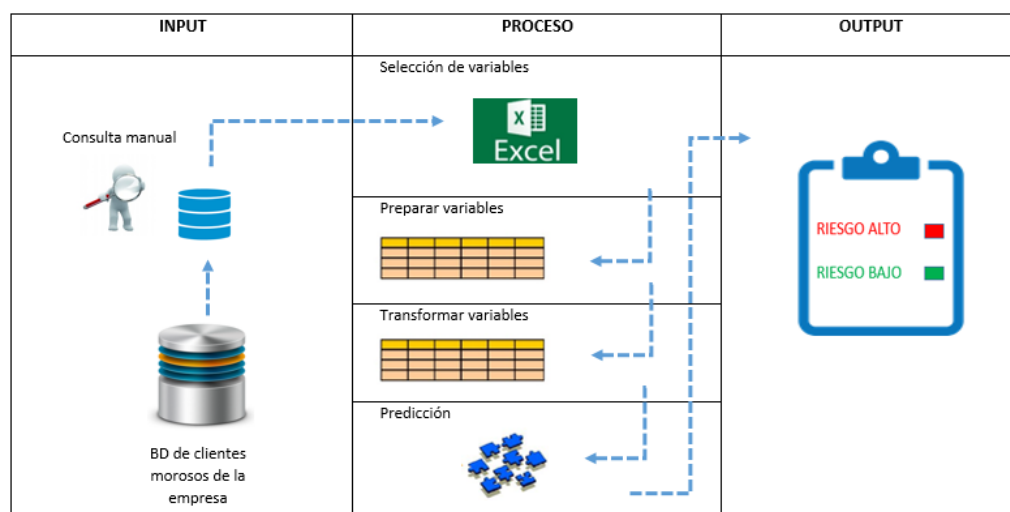 INPUT
PROCESO
OUTPUT
Consulta manual
BD de clientes
morosos de la
empresa
Selección de variables
X
Excel
Preparar variables
Transformar variables
Predicción
RIESGO ALTO
RIESGO BAJO